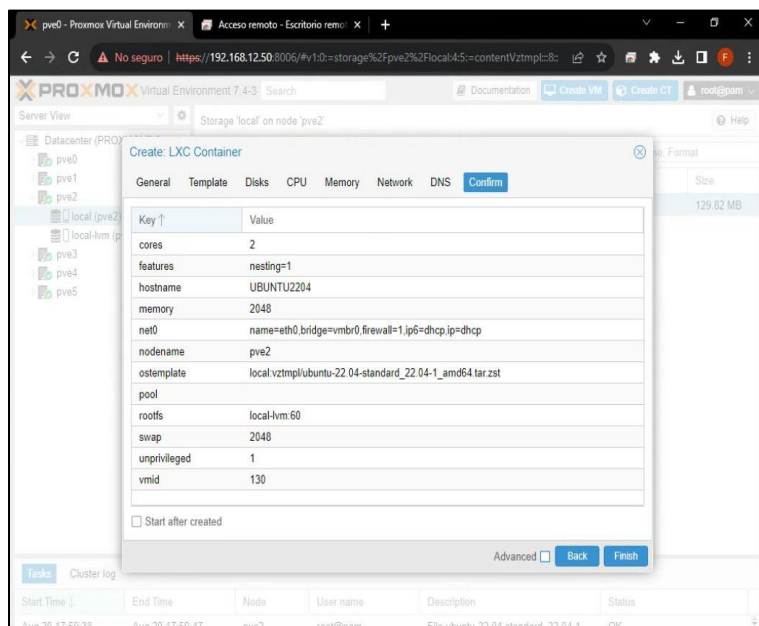 pve0 - Proxmox Virtual Environm
Acceso remoto - Escritorio remot
No seguro | https://192.168.12.50:8006/#v1:0:=storage%2Fpve2%2Flocal:4:5:=contentVztmpl:::8::
PROXMOX Virtual Environment 7.4-3 Search Documentation Create VM Create CT root@pam
Server View Storage 'local' on node 'pve2' Help
Datacenter
pve0
pve1
pve2
local (pve2)
local-lvm
pve3
pve4
pve5
Format
Size
129.82 MB
Create: LXC Container
General Template Disks CPU Memory Network DNS Confirm
Key Value
cores 2
features nesting=1
hostname UBUNTU2204
memory 2048
net0 name=eth0,bridge=vmbr0,firewall=1,ip6=dhcp,ip=dhcp
nodename pve2
ostemplate local:vztmpl/ubuntu-22.04-standard_22.04-1_amd64.tar.zst
pool
rootfs local-lvm:60
swap 2048
unprivileged 1
vmid 130
Start after created
Advanced Back Finish
Tasks Cluster log
Start Time End Time Node User name Description Status